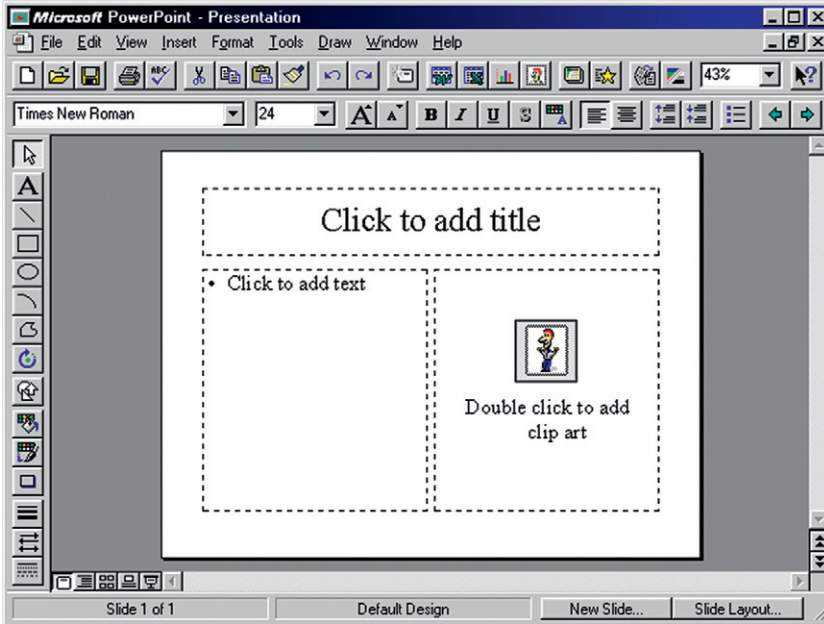 Microsoft PowerPoint - Presentation
File Edit View Insert Format Tools Draw Window Help
ABC 43% ?
Times New Roman 24 A A B I U S A
A
Click to add title
• Click to add text
Double click to add
clip art
Slide 1 of 1 Default Design New Slide... Slide Layout...